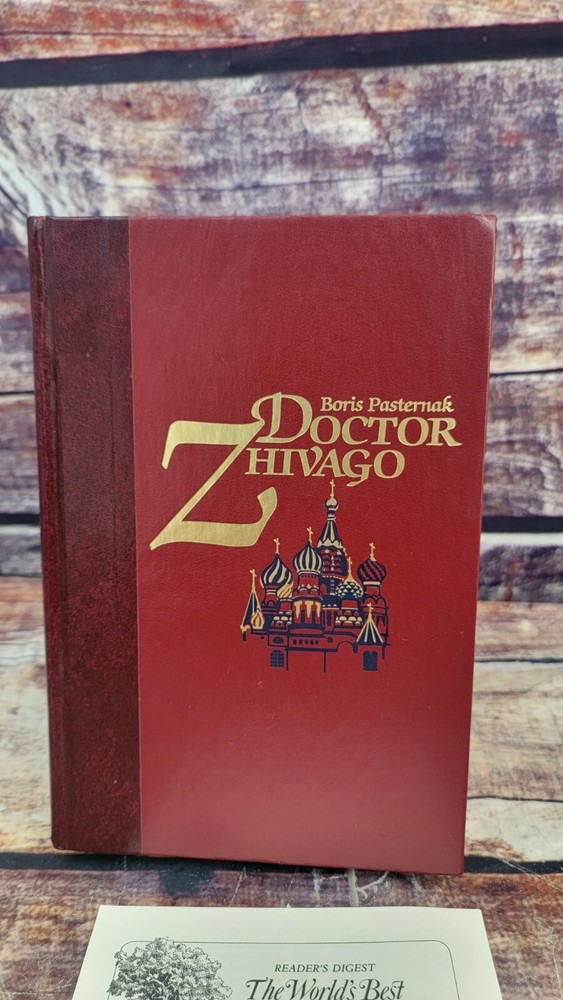 Boris Pasternak
DOCTOR
ZHIVAGO
READER'S DIGEST
The World's Best